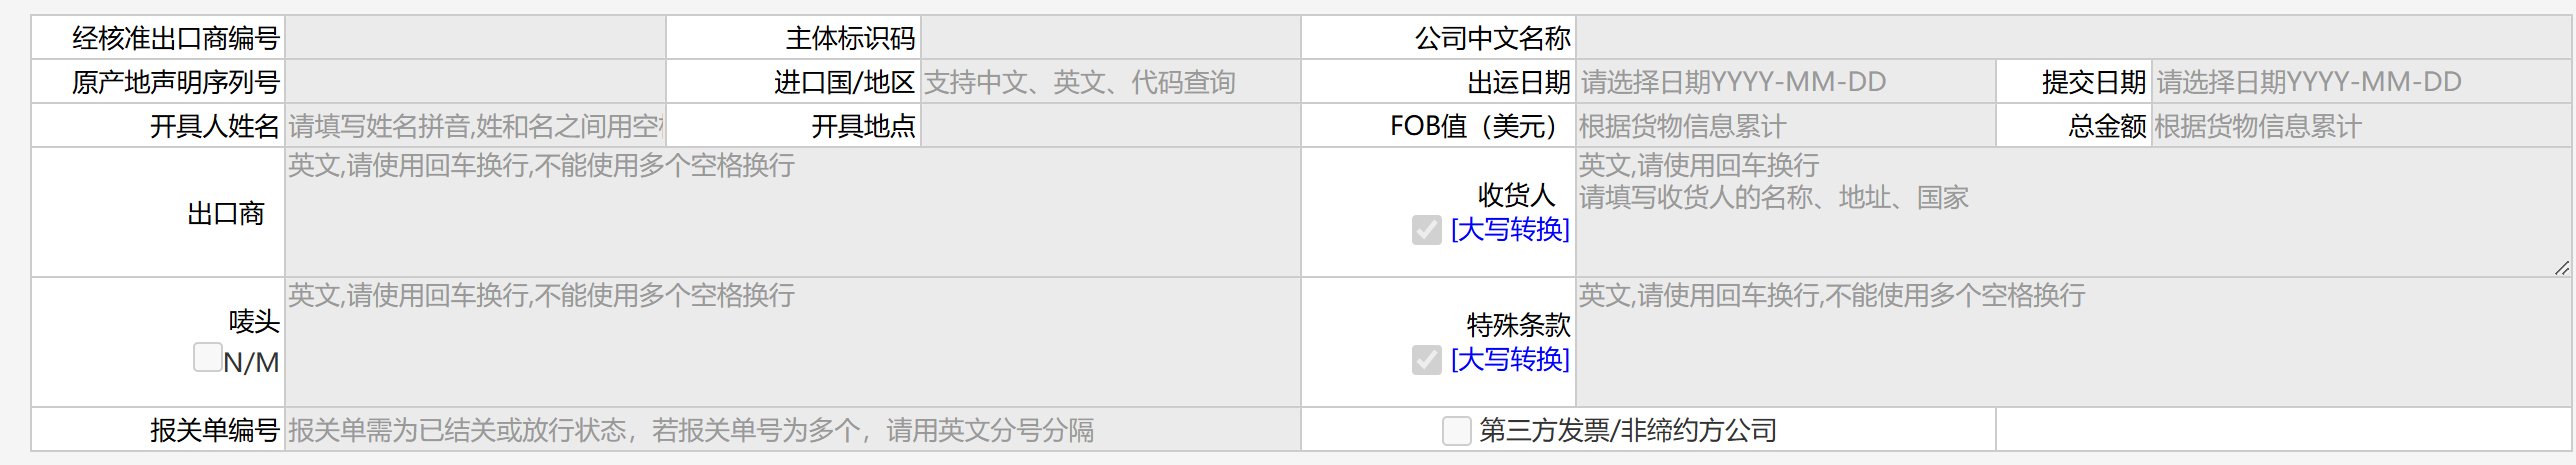 经核准出口商编号 主体标识码 公司中文名称
原产地声明序列号 进口国/地区 支持中文、英文、代码查询 出运日期 请选择日期YYYY-MM-DD 提交日期 请选择日期YYYY-MM-DD
开具人姓名 请填写姓名拼音,姓和名之间用空 开具地点 FOB值（美元） 根据货物信息累计 总金额 根据货物信息累计
出口商 英文,请使用回车换行,不能使用多个空格换行
收货人 英文,请使用回车换行
请填写收货人的名称、地址、国家
[大写转换]
唛头 英文,请使用回车换行,不能使用多个空格换行
N/M
特殊条款 英文,请使用回车换行,不能使用多个空格换行
[大写转换]
报关单编号 报关单需为已结关或放行状态，若报关单号为多个，请用英文分号分隔 第三方发票/非缔约方公司